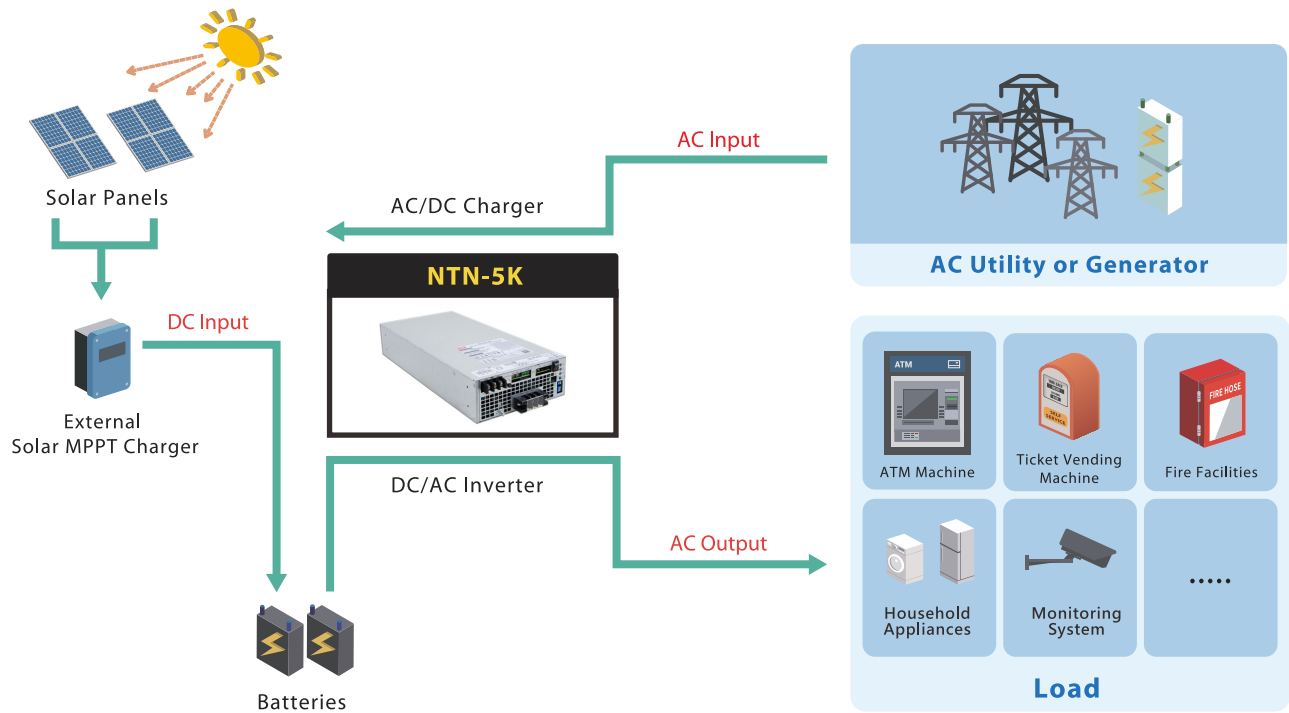 AC Input
Solar Panels
AC/DC Charger
AC Utility or Generator
NTN-5K
DC Input
External
Solar MPPT Charger
ATM
ATM Machine
SELF
SERVICE
Ticket Vending
Machine
FIRE HOSE
Fire Facilities
DC/AC Inverter
AC Output
Household
Appliances
Monitoring
System
.....
Load
Batteries